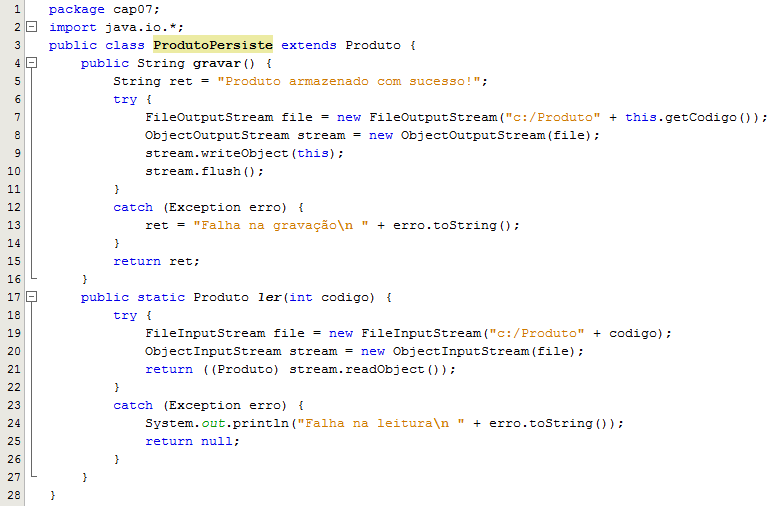 1 package cap07;
2 import java.io.*;
3 public class ProdutoPersiste extends Produto {
4     public String gravar() {
5         String ret = "Produto armazenado com sucesso!";
6         try {
7             FileOutputStream file = new FileOutputStream("c:/Produto" + this.getCodigo());
8             ObjectOutputStream stream = new ObjectOutputStream(file);
9             stream.writeObject(this);
10             stream.flush();
11         }
12         catch (Exception erro) {
13             ret = "Falha na gravação\n " + erro.toString();
14         }
15         return ret;
16     }
17     public static Produto ler(int codigo) {
18         try {
19             FileInputStream file = new FileInputStream("c:/Produto" + codigo);
20             ObjectInputStream stream = new ObjectInputStream(file);
21             return ((Produto) stream.readObject());
22         }
23         catch (Exception erro) {
24             System.out.println("Falha na leitura\n " + erro.toString());
25             return null;
26         }
27     }
28 }